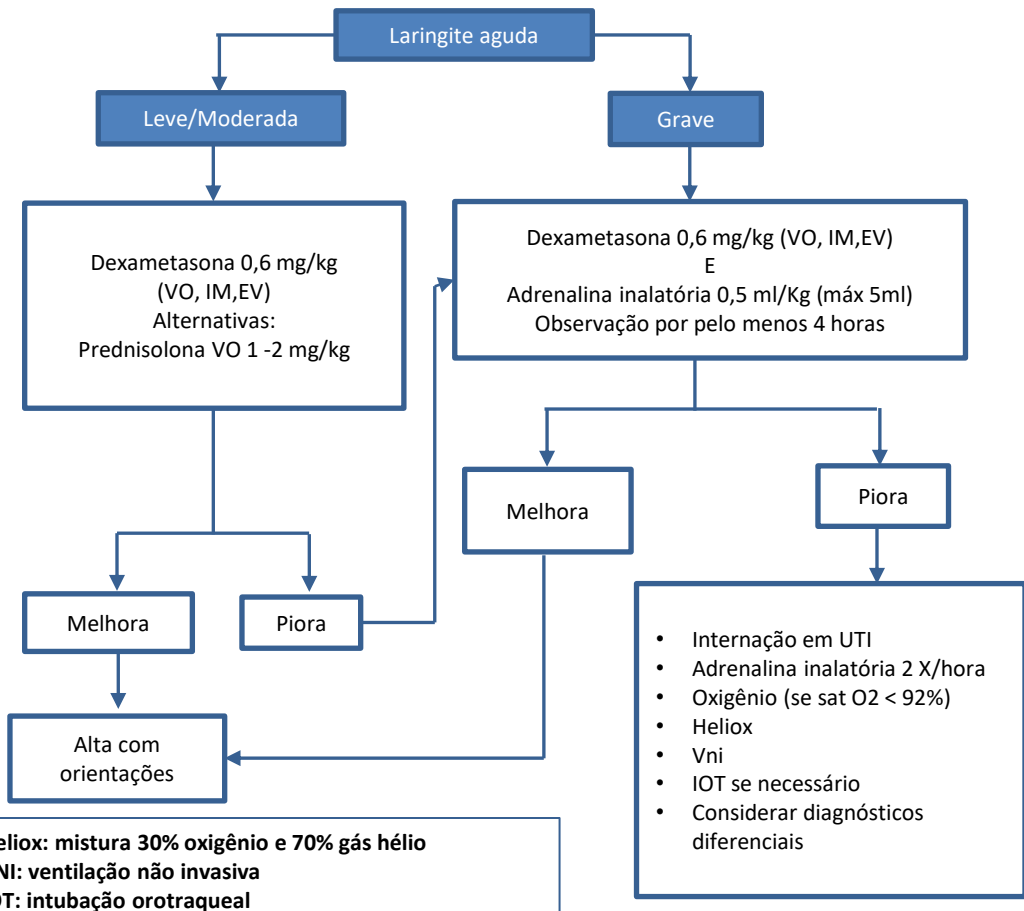 Laringite aguda
Leve/Moderada
Grave
Dexametasona 0,6 mg/kg
(VO, IM,EV)
Alternativas:
Prednisolona VO 1 -2 mg/kg
Dexametasona 0,6 mg/kg (VO, IM,EV)
E
Adrenalina inalatória 0,5 ml/Kg (máx 5ml)
Observação por pelo menos 4 horas
Melhora
Piora
Melhora
Piora
Alta com
orientações
• Internação em UTI
• Adrenalina inalatória 2 X/hora
• Oxigênio (se sat O2 < 92%)
• Heliox
• Vni
• IOT se necessário
• Considerar diagnósticos
diferenciais
eliox: mistura 30% oxigênio e 70% gás hélio
NI: ventilação não invasiva
OT: intubação orotraqueal